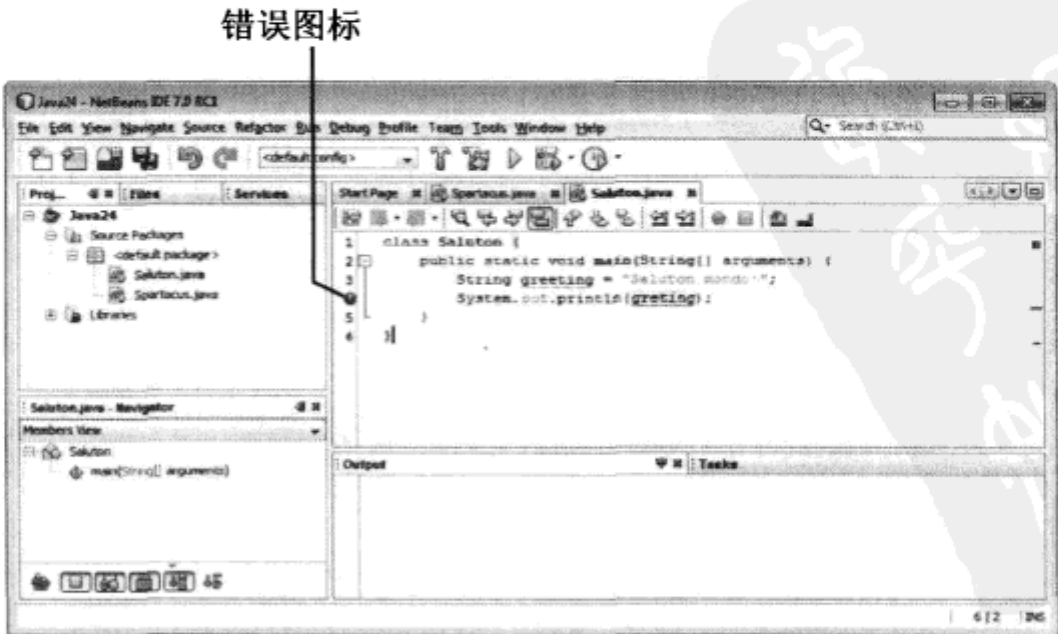 错误图标
Java24 - NetBeans IDE 7.0 RC1
File Edit View Navigate Source Refactor Run Debug Profile Team Tools Window Help
Search (Ctrl+I)
<default config>
Proj... Files Services
Start Page Spartacus.java Saluton.java
Java24
Source Packages
<default package>
Saluton.java
Spartacus.java
Libraries
1 class Saluton {
2 public static void main(String[] arguments) {
3 String greeting = "Saluton mondo!";
System.out.println(greting);
5 }
6 }
Saluton.java - Navigator
Members View
Saluton
main(String[] arguments)
Output Tasks
6|2 INS